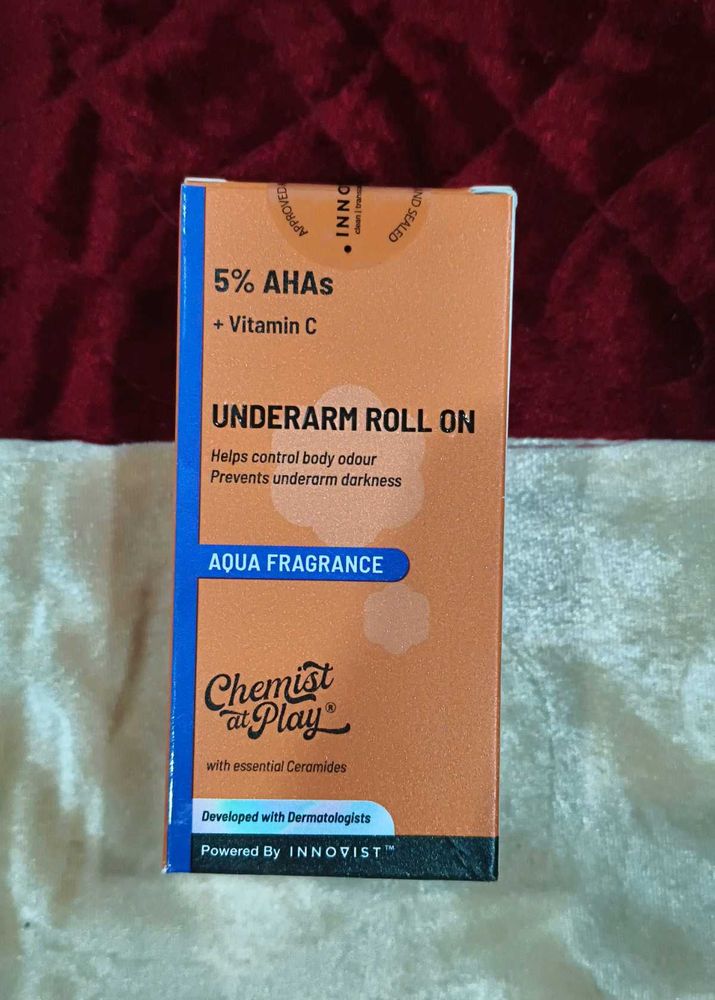 APPROVED
• INNO
clean | trans
ND SEALED
5% AHAs
+ Vitamin C
UNDERARM ROLL ON
Helps control body odour
Prevents underarm darkness
AQUA FRAGRANCE
Chemist
at Play®
with essential Ceramides
Developed with Dermatologists
Powered By INNOVIST™